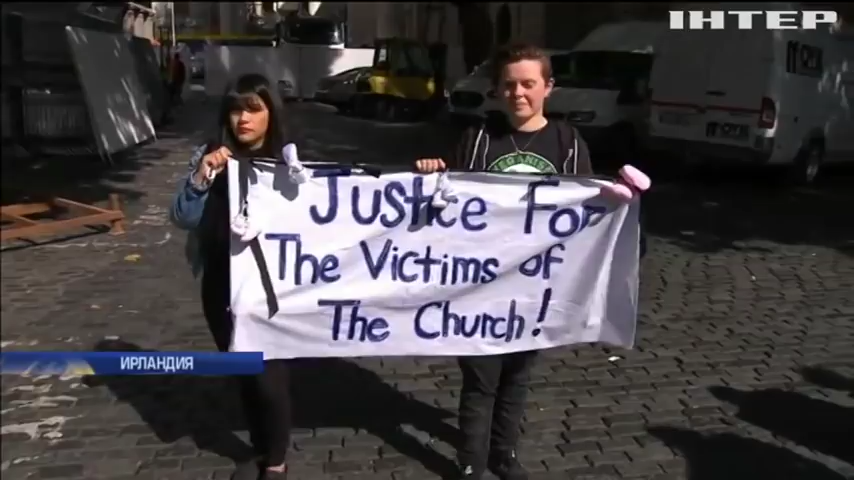 ІНТЕР
Justice For
The Victims of
The Church!
ИРЛАНДИЯ